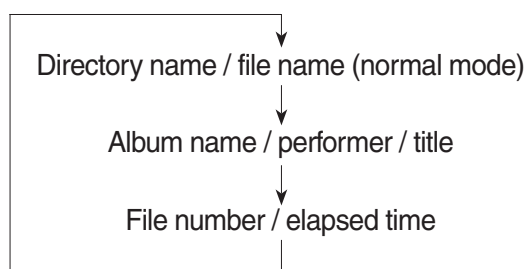 Directory name / file name (normal mode)
Album name / performer / title
File number / elapsed time